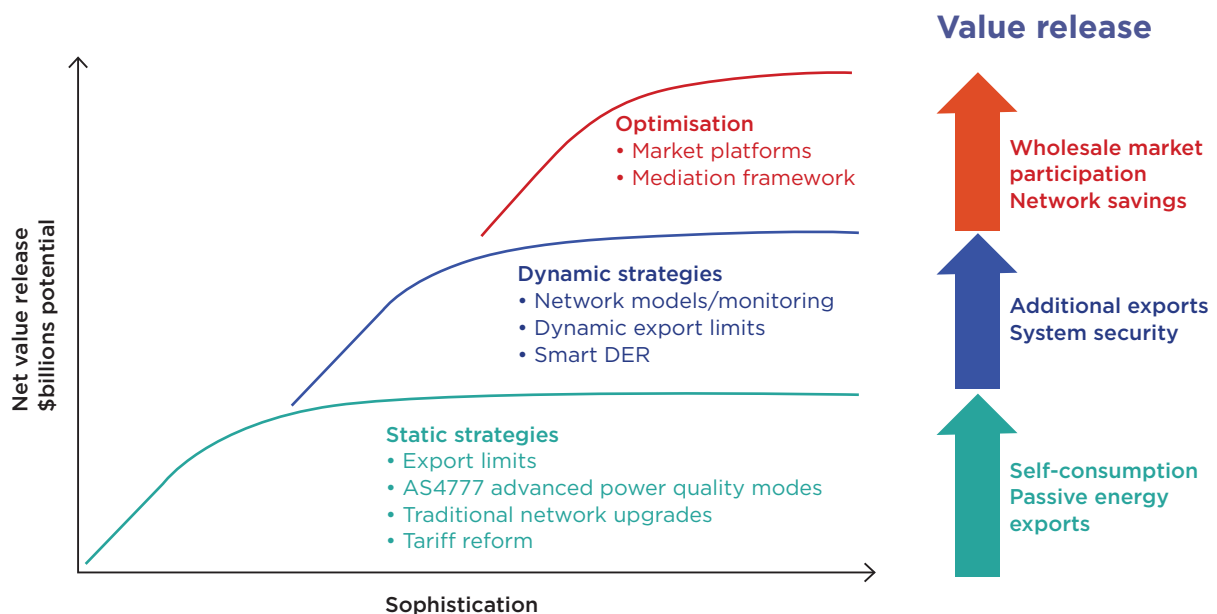 Value release
Net value release
$billions potential
Optimisation
• Market platforms
• Mediation framework
Wholesale market
participation
Network savings
Dynamic strategies
• Network models/monitoring
• Dynamic export limits
• Smart DER
Additional exports
System security
Static strategies
• Export limits
• AS4777 advanced power quality modes
• Traditional network upgrades
• Tariff reform
Self-consumption
Passive energy
exports
Sophistication